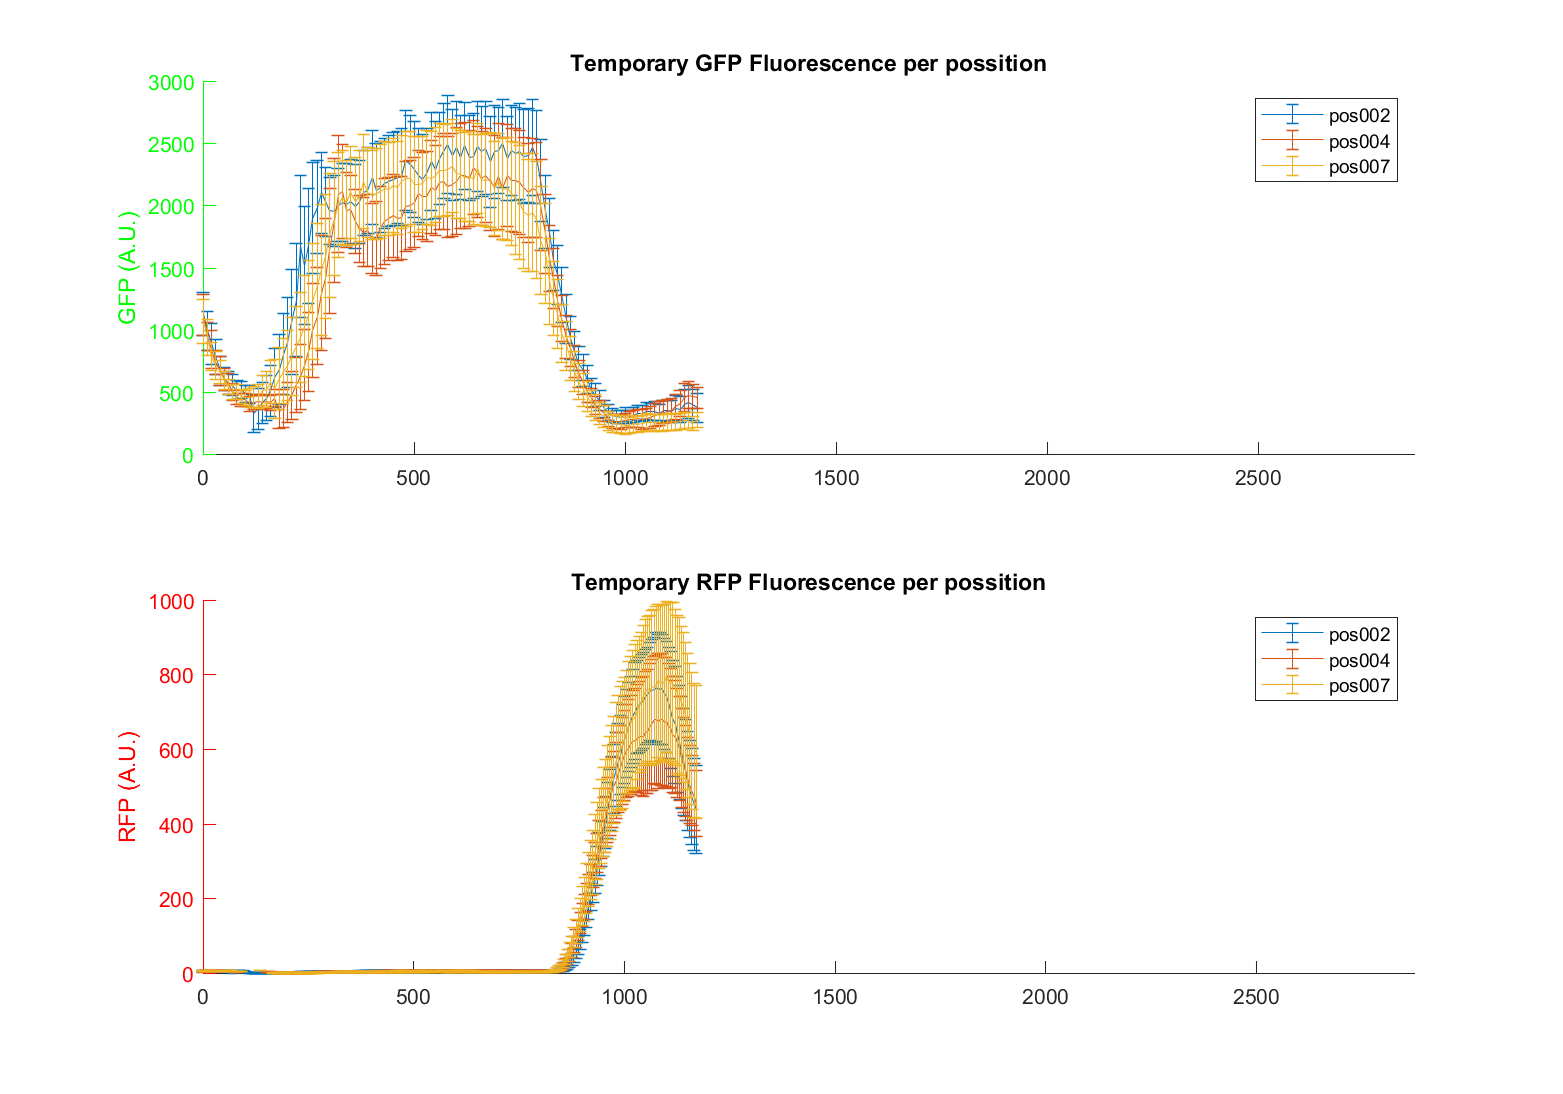 Temporary GFP Fluorescence per possition
3000
2500
2000
1500
1000
500
0
GFP (A.U.)
0 500 1000 1500 2000 2500
pos002
pos004
pos007
Temporary RFP Fluorescence per possition
1000
800
600
400
200
0
RFP (A.U.)
0 500 1000 1500 2000 2500
pos002
pos004
pos007